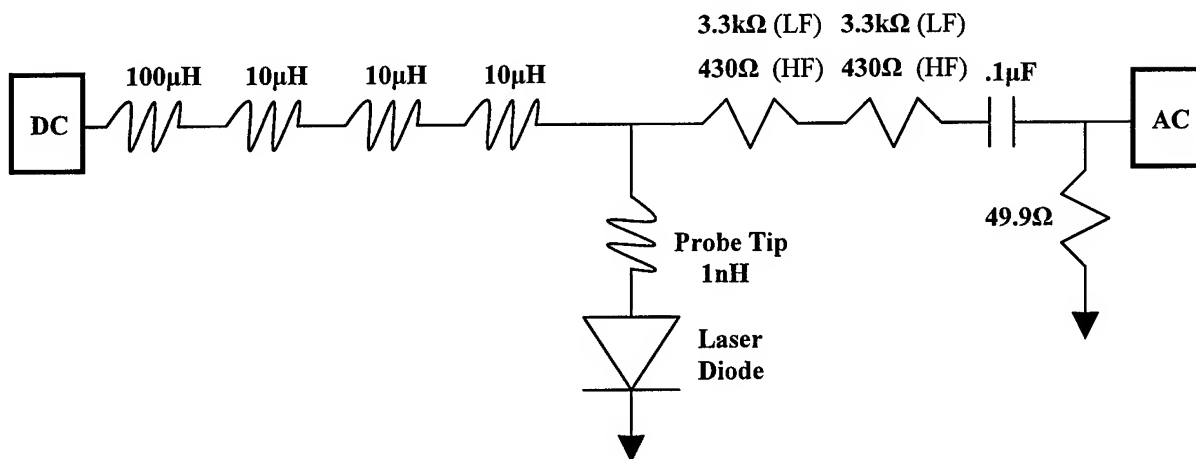 3.3kΩ (LF) 3.3kΩ (LF)
100µH 10µH 10µH 10µH 430Ω (HF) 430Ω (HF) .1µF
DC
AC
49.9Ω
Probe Tip
1nH
Laser
Diode